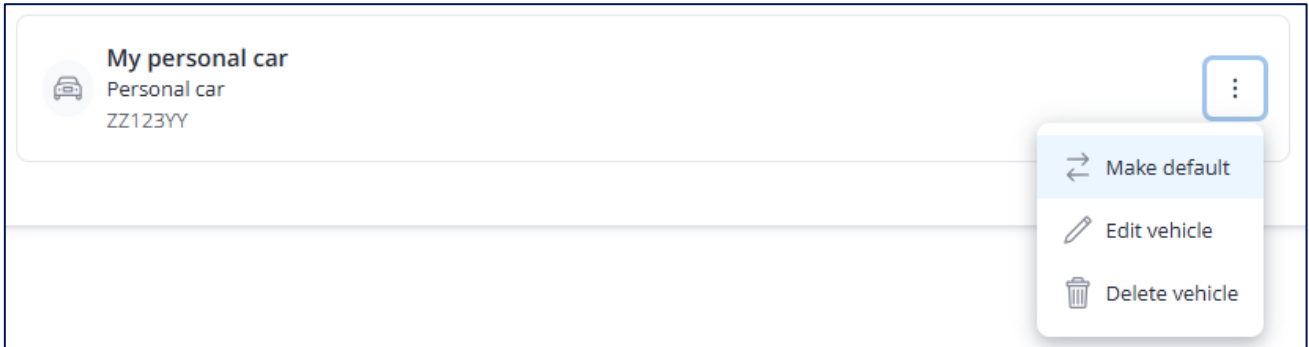 My personal car
Personal car
ZZ123YY
Make default
Edit vehicle
Delete vehicle